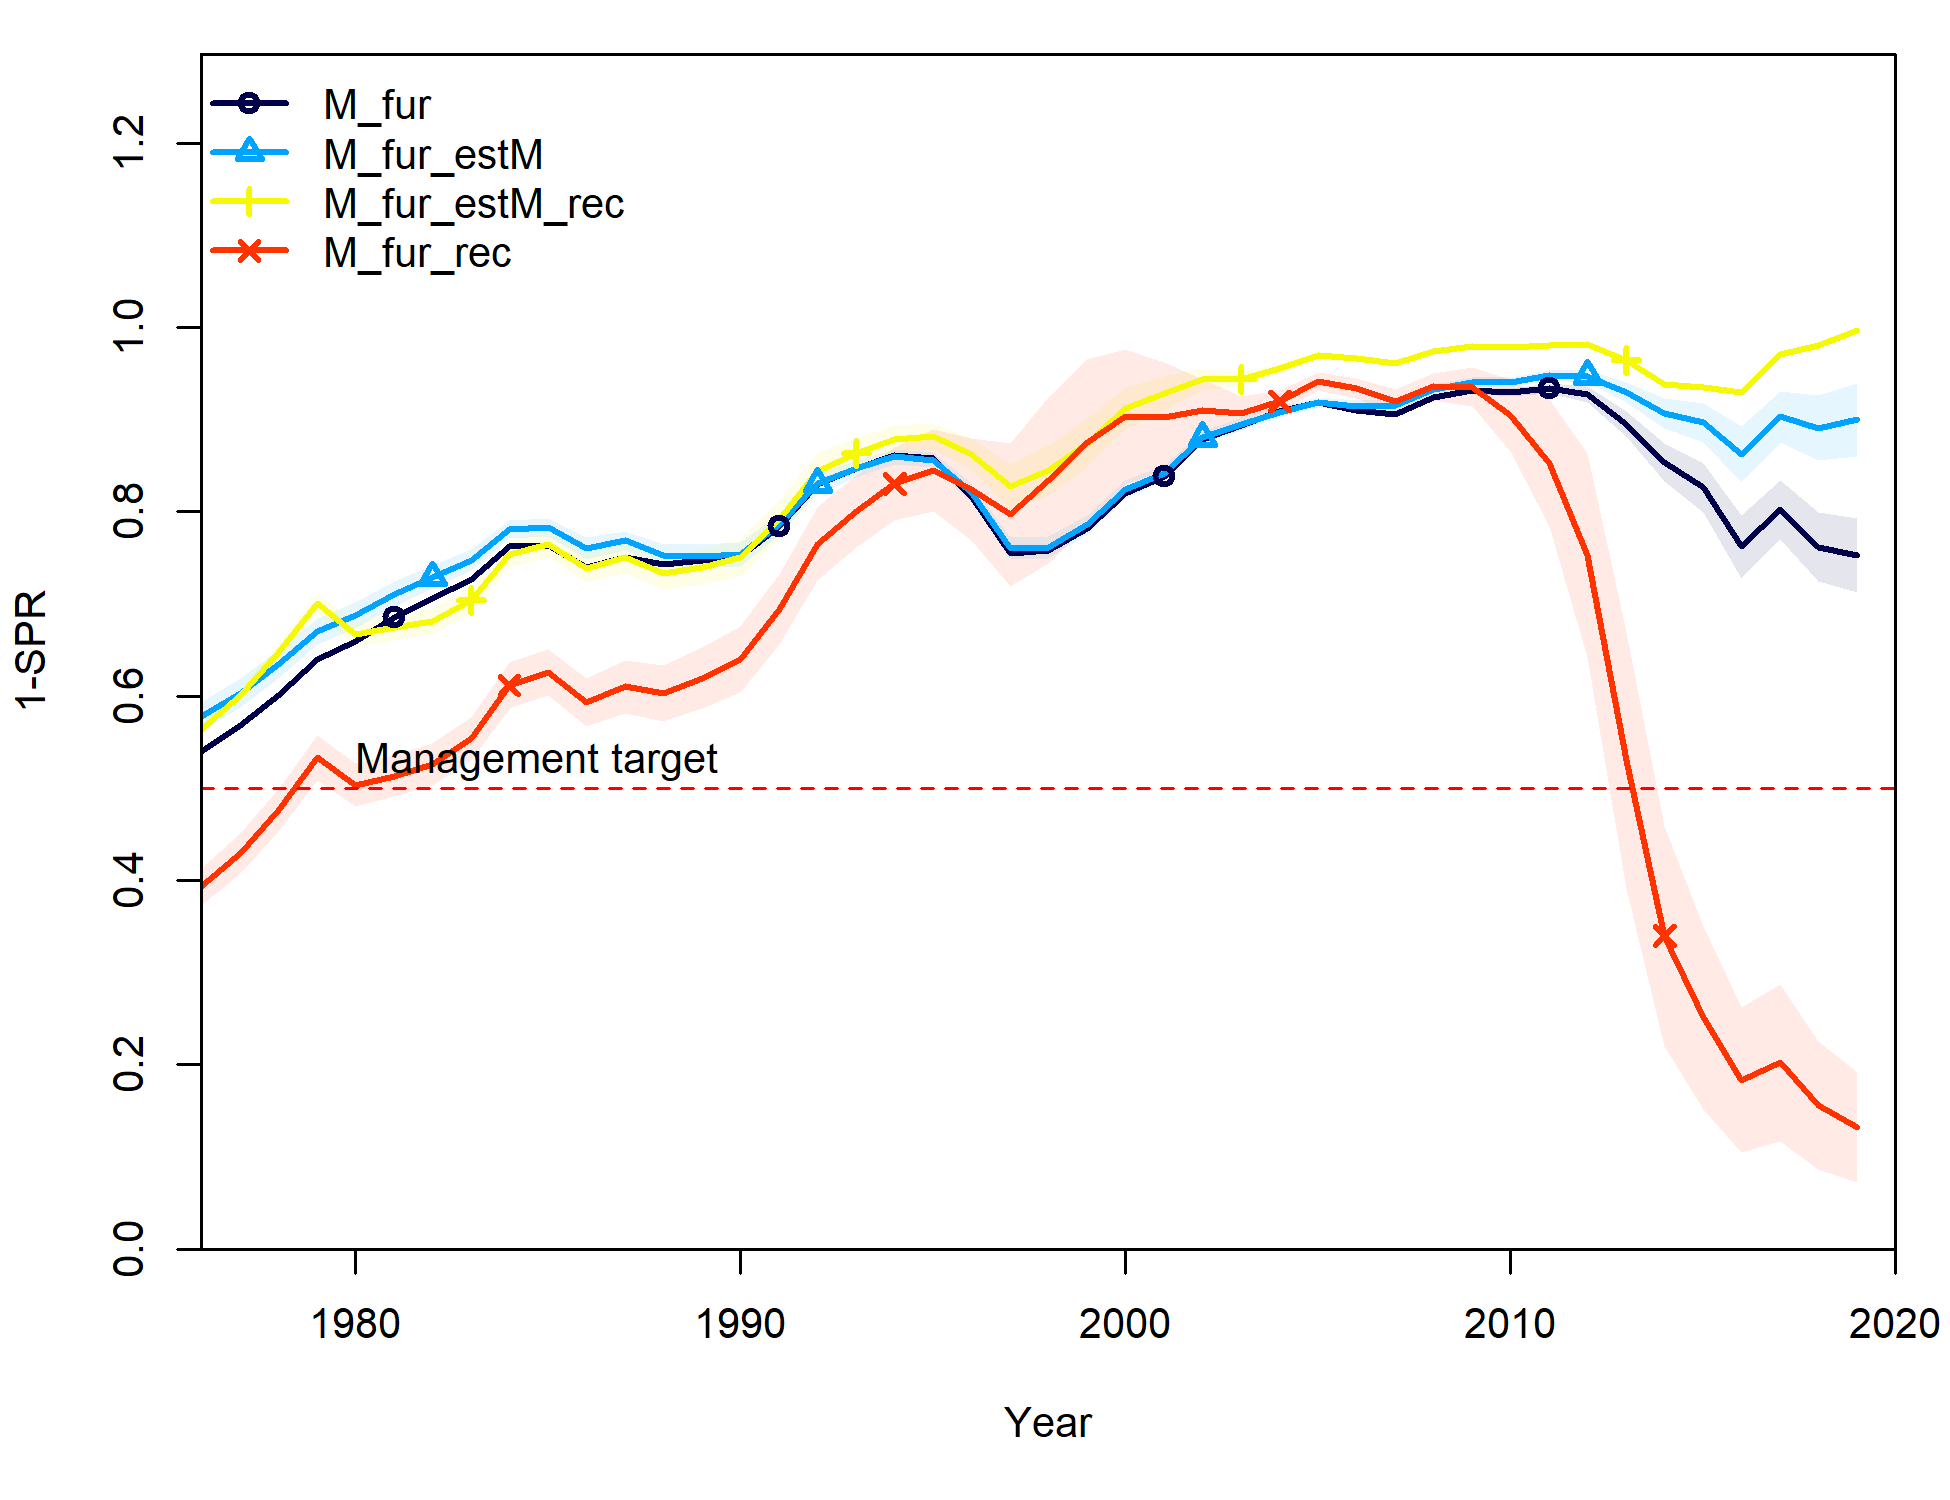 M_fur
M_fur_estM
M_fur_estM_rec
M_fur_rec
1.2
1.0
0.8
0.6
0.4
0.2
0.0
1-SPR
Management target
1980
1990
2000
2010
2020
Year